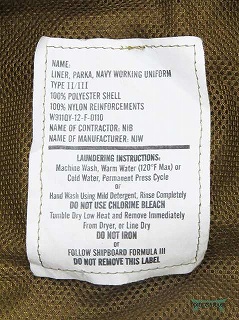 NAME:
LINER, PARKA, NAVY WORKING UNIFORM
TYPE II/III
100% POLYESTER SHELL
100% NYLON REINFORCEMENTS
W911QY-12-F-0110
NAME OF CONTRACTOR: NIB
NAME OF MANUFACTURER: NJW
LAUNDERING INSTRUCTIONS:
Machine Wash, Warm Water (120°F Max) or
Cold Water, Permanent Press Cycle
or
Hand Wash Using Mild Detergent, Rinse Completely
DO NOT USE CHLORINE BLEACH
Tumble Dry Low Heat and Remove Immediately
From Dryer, or Line Dry
DO NOT IRON
or
FOLLOW SHIPBOARD FORMULA III
DO NOT REMOVE THIS LABEL